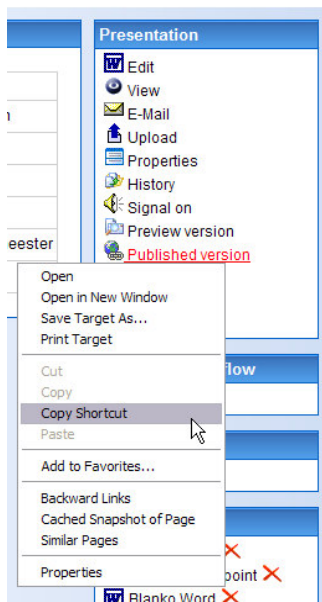 Presentation
Edit
View
E-Mail
Upload
Properties
History
Signal on
eester
Preview version
Published version
Open
Open in New Window
Save Target As...
Print Target
flow
Cut
Copy
Copy Shortcut
Paste
Add to Favorites...
Backward Links
Cached Snapshot of Page
Similar Pages
Properties
point
Blanko Word